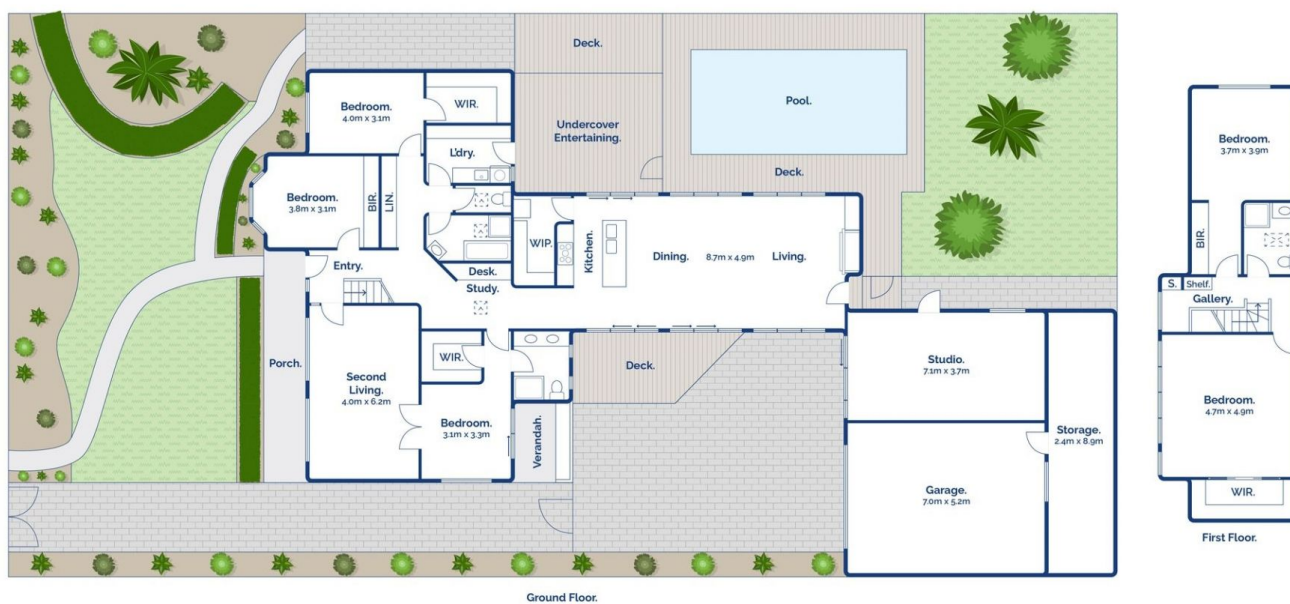 Deck.
Pool.
Undercover
Entertaining.
Deck.
Bedroom.
4.0m x 3.1m
WIR.
L'dry.
Bedroom.
3.8m x 3.1m
BIR.
LIN.
WIP.
Kitchen.
Dining.
8.7m x 4.9m
Living.
Entry.
Desk.
Study.
Porch.
Second
Living.
4.0m x 6.2m
WIR.
Bedroom.
3.1m x 3.3m
Verandah.
Deck.
Studio.
7.1m x 3.7m
Storage.
2.4m x 8.9m
Garage.
7.0m x 5.2m
Ground Floor.
Bedroom.
3.7m x 3.9m
BIR.
S.
Shelf.
Gallery.
Bedroom.
4.7m x 4.9m
WIR.
First Floor.